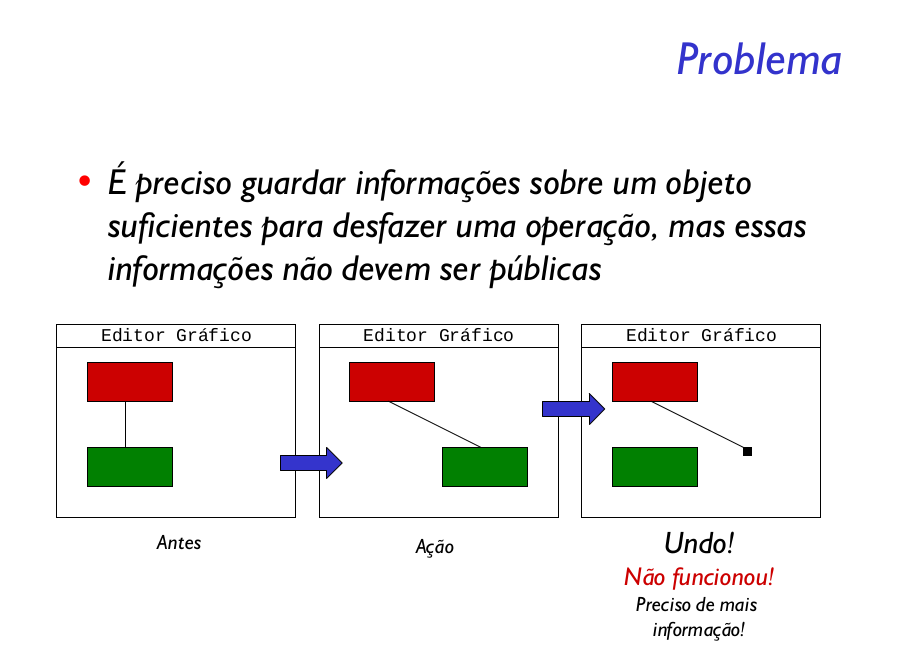 Problema
• É preciso guardar informações sobre um objeto
suficientes para desfazer uma operação, mas essas
informações não devem ser públicas
Editor Gráfico
Editor Gráfico
Editor Gráfico
Antes
Ação
Undo!
Não funcionou!
Preciso de mais
informação!